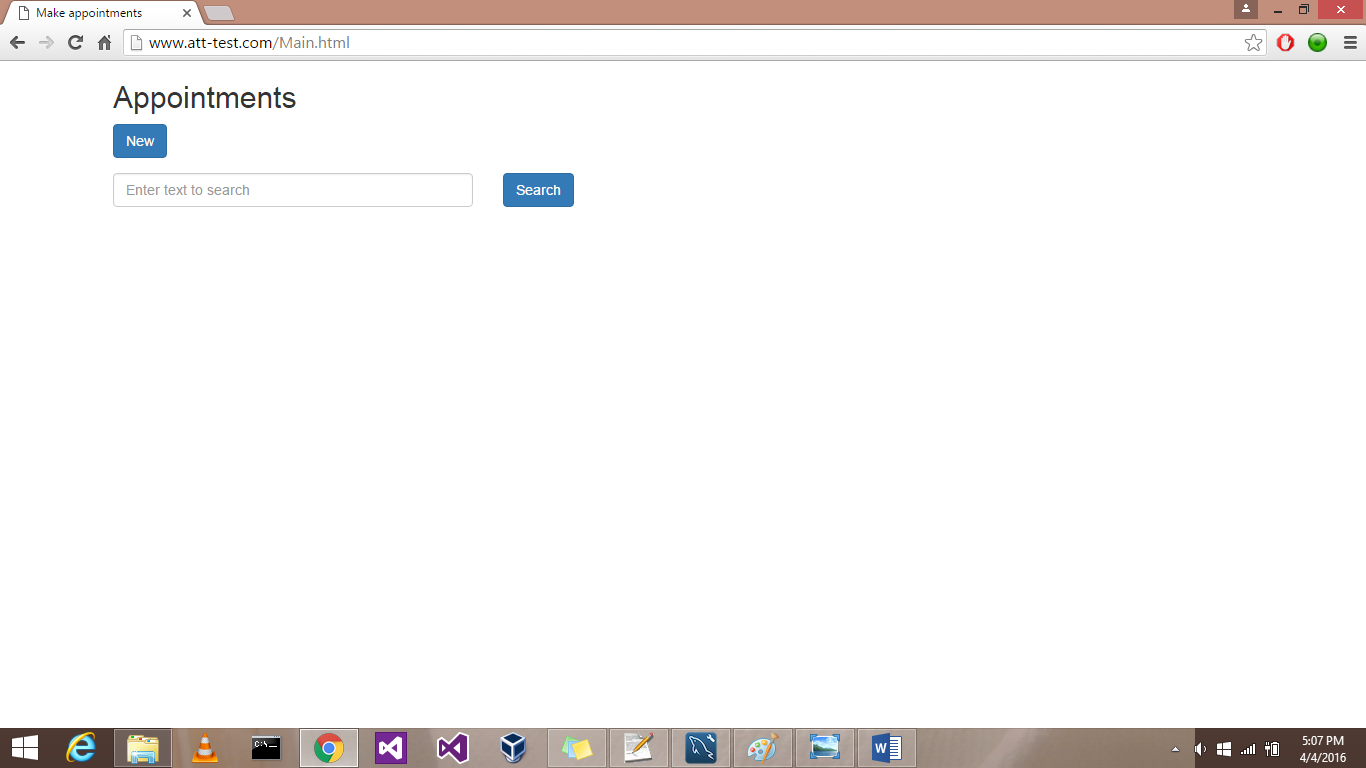 Make appointments
www.att-test.com/Main.html
Appointments
New
Enter text to search
Search
5:07 PM
4/4/2016